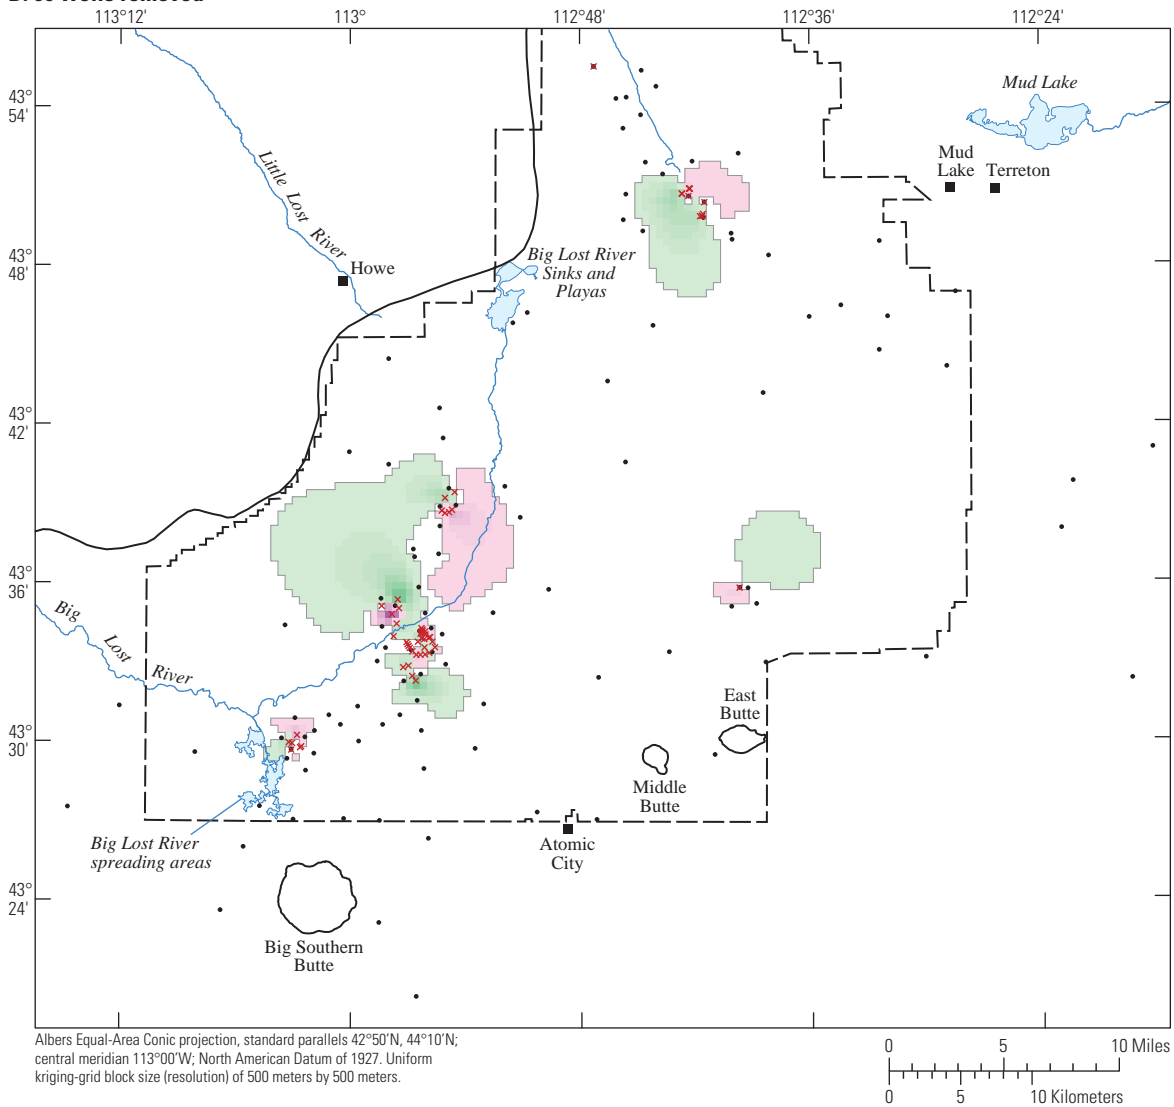 113°12'
113°
112°48'
112°36'
112°24'
43°
54'
Mud Lake
Mud
Lake
Terreton
Little Lost River
Big Lost River
Sinks and
Playas
43°
48'
Howe
43°
42'
43°
36'
Big Lost River
43°
30'
East
Butte
Middle
Butte
Big Lost River
spreading areas
Atomic
City
43°
24'
Big Southern
Butte
Albers Equal-Area Conic projection, standard parallels 42°50'N, 44°10'N;
central meridian 113°00'W; North American Datum of 1927. Uniform
kriging-grid block size (resolution) of 500 meters by 500 meters.
0 5 10 Miles
0 5 10 Kilometers